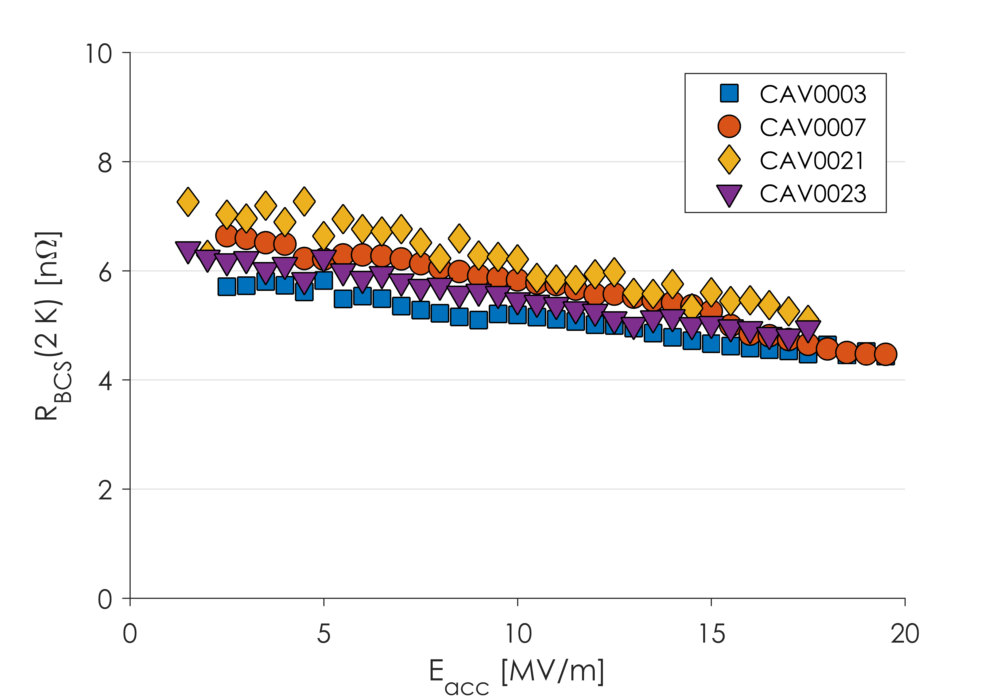 10
8
6
4
2
0
0 5 10 15 20
R_BCS(2 K) [nΩ]
E_acc [MV/m]
CAV0003
CAV0007
CAV0021
CAV0023